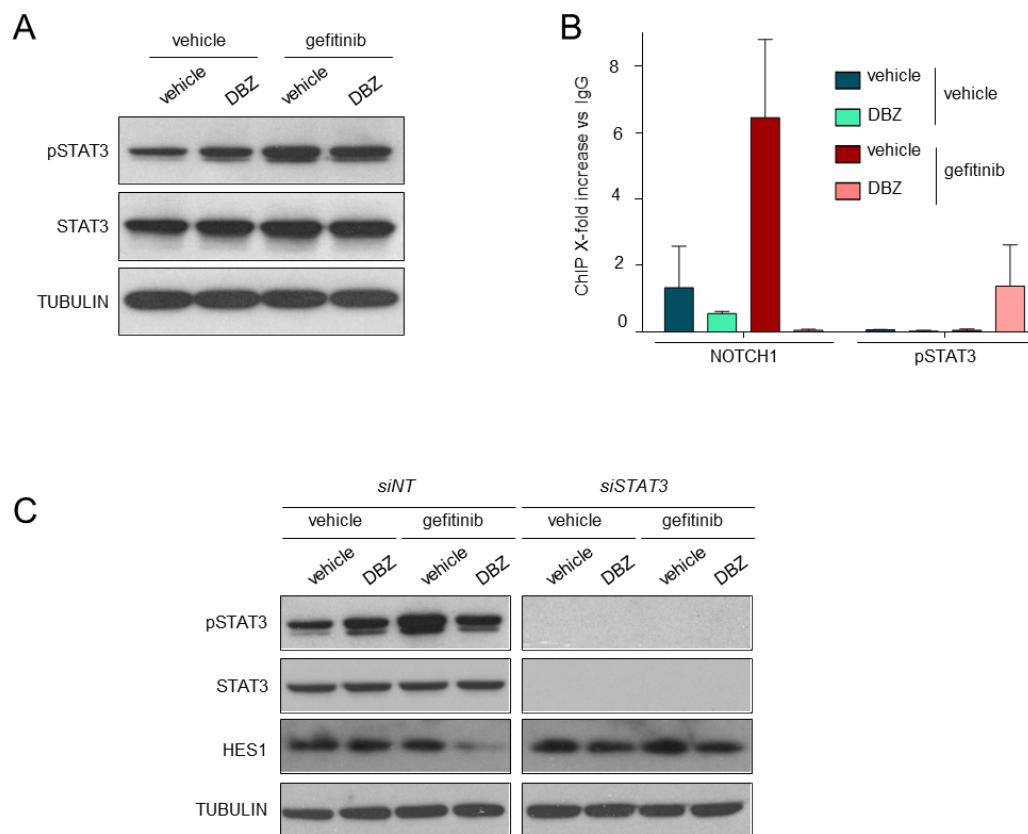 A
vehicle gefitinib
vehicle DBZ vehicle DBZ
pSTAT3
STAT3
TUBULIN
B
ChIP X-fold increase vs IgG
8
6
4
2
0
NOTCH1 pSTAT3
vehicle
DBZ
vehicle
vehicle
DBZ
gefitinib
C
siNT siSTAT3
vehicle gefitinib vehicle gefitinib
vehicle DBZ vehicle DBZ vehicle DBZ vehicle DBZ
pSTAT3
STAT3
HES1
TUBULIN